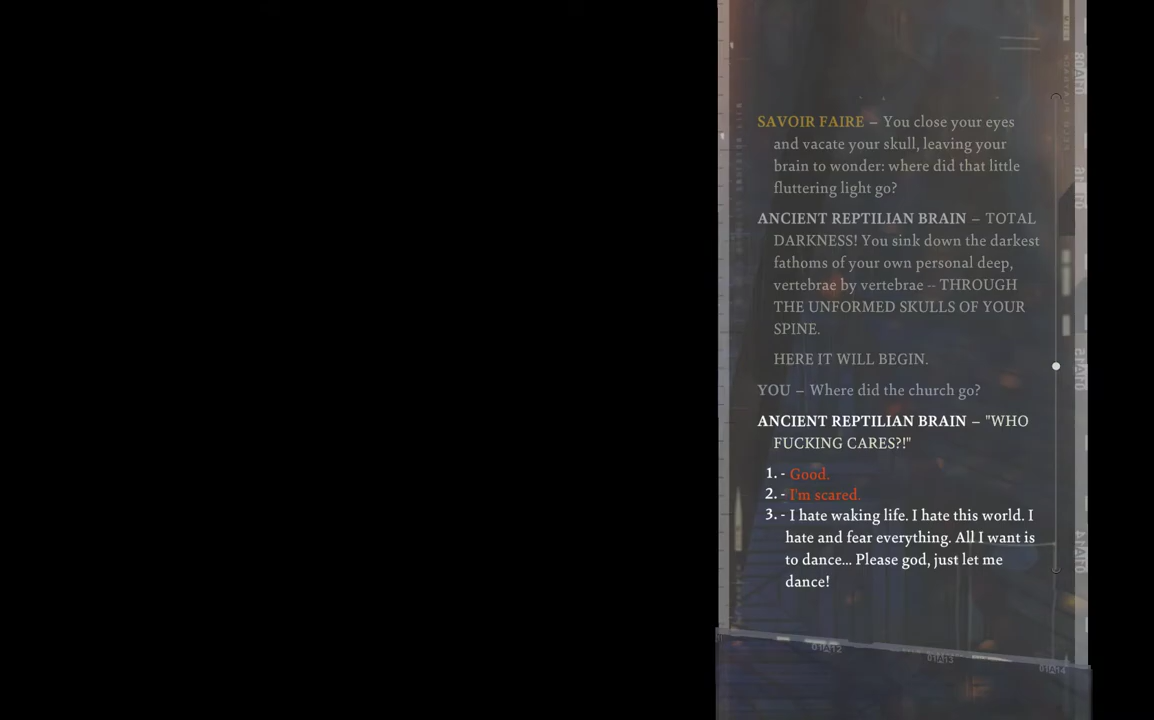 SAVOIR FAIRE – You close your eyes
and vacate your skull, leaving your
brain to wonder: where did that little
fluttering light go?
ANCIENT REPTILIAN BRAIN – TOTAL
DARKNESS! You sink down the darkest
fathoms of your own personal deep,
vertebrae by vertebrae -- THROUGH
THE UNFORMED SKULLS OF YOUR
SPINE.
HERE IT WILL BEGIN.
YOU – Where did the church go?
ANCIENT REPTILIAN BRAIN – "WHO
FUCKING CARES?!"
1. - Good.
2. - I'm scared.
3. - I hate waking life. I hate this world. I
hate and fear everything. All I want is
to dance... Please god, just let me
dance!